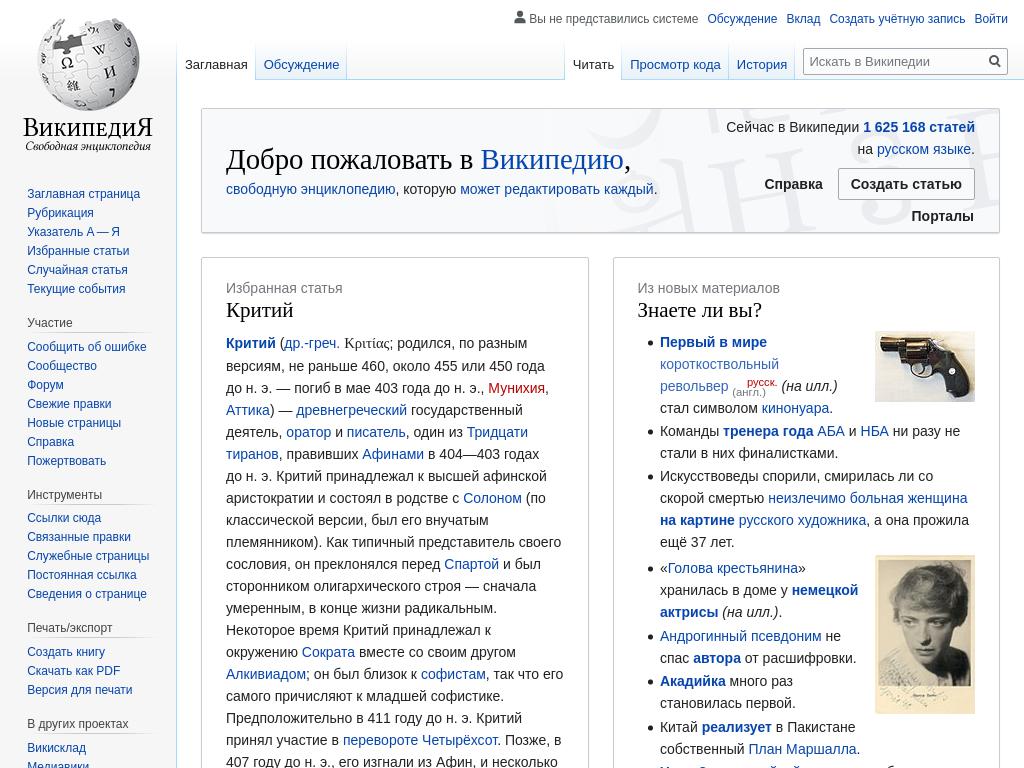 Вы не представились системе Обсуждение Вклад Создать учётную запись Войти
Заглавная Обсуждение Читать Просмотр кода История Искать в Википедии
ВикипедиЯ
Свободная энциклопедия
Заглавная страница
Рубрикация
Указатель А — Я
Избранные статьи
Случайная статья
Текущие события
Участие
Сообщить об ошибке
Сообщество
Форум
Свежие правки
Новые страницы
Справка
Пожертвовать
Инструменты
Ссылки сюда
Связанные правки
Служебные страницы
Постоянная ссылка
Сведения о странице
Печать/экспорт
Создать книгу
Скачать как PDF
Версия для печати
В других проектах
Викисклад
Медиавики
Добро пожаловать в Википедию,
свободную энциклопедию, которую может редактировать каждый.
Сейчас в Википедии 1 625 168 статей
на русском языке.
Справка Создать статью
Порталы
Избранная статья
Критий
Критий (др.-греч. Κριτίας; родился, по разным
версиям, не раньше 460, около 455 или 450 года
до н. э. — погиб в мае 403 года до н. э., Мунихия,
Аттика) — древнегреческий государственный
деятель, оратор и писатель, один из Тридцати
тиранов, правивших Афинами в 404—403 годах
до н. э. Критий принадлежал к высшей афинской
аристократии и состоял в родстве с Солоном (по
классической версии, был его внучатым
племянником). Как типичный представитель своего
сословия, он преклонялся перед Спартой и был
сторонником олигархического строя — сначала
умеренным, в конце жизни радикальным.
Некоторое время Критий принадлежал к
окружению Сократа вместе со своим другом
Алкивиадом; он был близок к софистам, так что его
самого причисляют к младшей софистике.
Предположительно в 411 году до н. э. Критий
принял участие в перевороте Четырёхсот. Позже, в
407 году до н. э., его изгнали из Афин, и несколько
Из новых материалов
Знаете ли вы?
Первый в мире
короткоствольный
револьвер русск. (англ.) (на илл.)
стал символом кинонуара.
Команды тренера года АБА и НБА ни разу не
стали в них финалистками.
Искусствоведы спорили, смирилась ли со
скорой смертью неизлечимо больная женщина
на картине русского художника, а она прожила
ещё 37 лет.
«Голова крестьянина»
хранилась в доме у немецкой
актрисы (на илл.).
Андрогинный псевдоним не
спас автора от расшифровки.
Акадийка много раз
становилась первой.
Китай реализует в Пакистане
собственный План Маршалла.